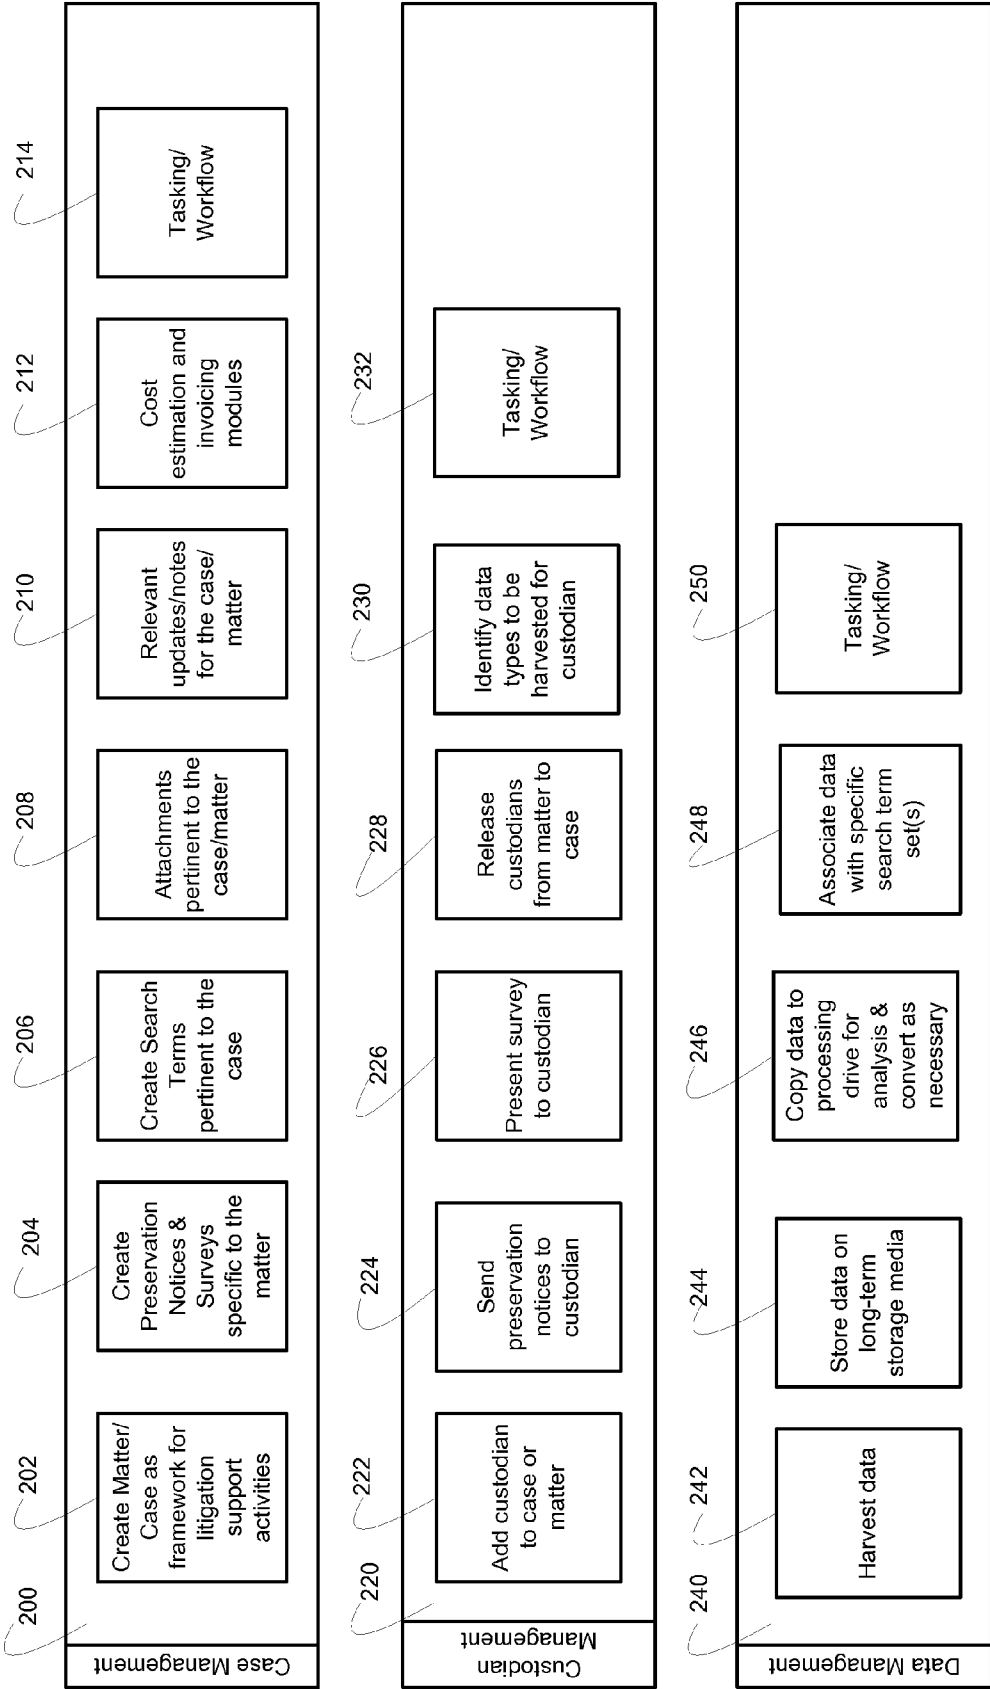 200
202
204
206
208
210
212
214
Case Management
Create Matter/
Case as
framework for
litigation
support
activities
Create
Preservation
Notices &
Surveys
specific to the
matter
Create Search
Terms
pertinent to the
case
Attachments
pertinent to the
case/matter
Relevant
updates/notes
for the case/
matter
Cost
estimation and
invoicing
modules
Tasking/
Workflow
220
222
224
226
228
230
232
Custodian
Management
Add custodian
to case or
matter
Send
preservation
notices to
custodian
Present survey
to custodian
Release
custodians
from matter to
case
Identify data
types to be
harvested for
custodian
Tasking/
Workflow
240
242
244
246
248
250
Data Management
Harvest data
Store data on
long-term
storage media
Copy data to
processing
drive for
analysis &
convert as
necessary
Associate data
with specific
search term
set(s)
Tasking/
Workflow